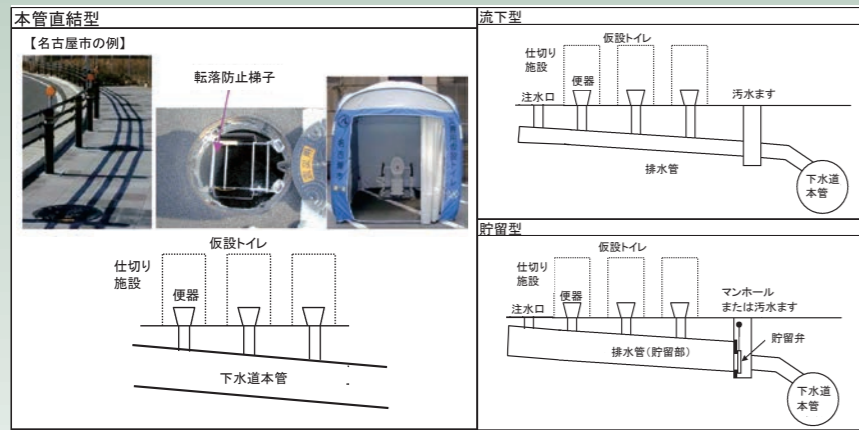 本管直結型
【名古屋市の例】
転落防止梯子
名古屋市
仮設トイレ
仕切り
施設
便器
下水道本管
流下型
仮設トイレ
仕切り
施設
便器
注水口
汚水ます
排水管
下水道
本管
貯留型
仮設トイレ
仕切り
施設
便器
注水口
マンホール
または汚水ます
貯留弁
排水管(貯留部)
下水道
本管